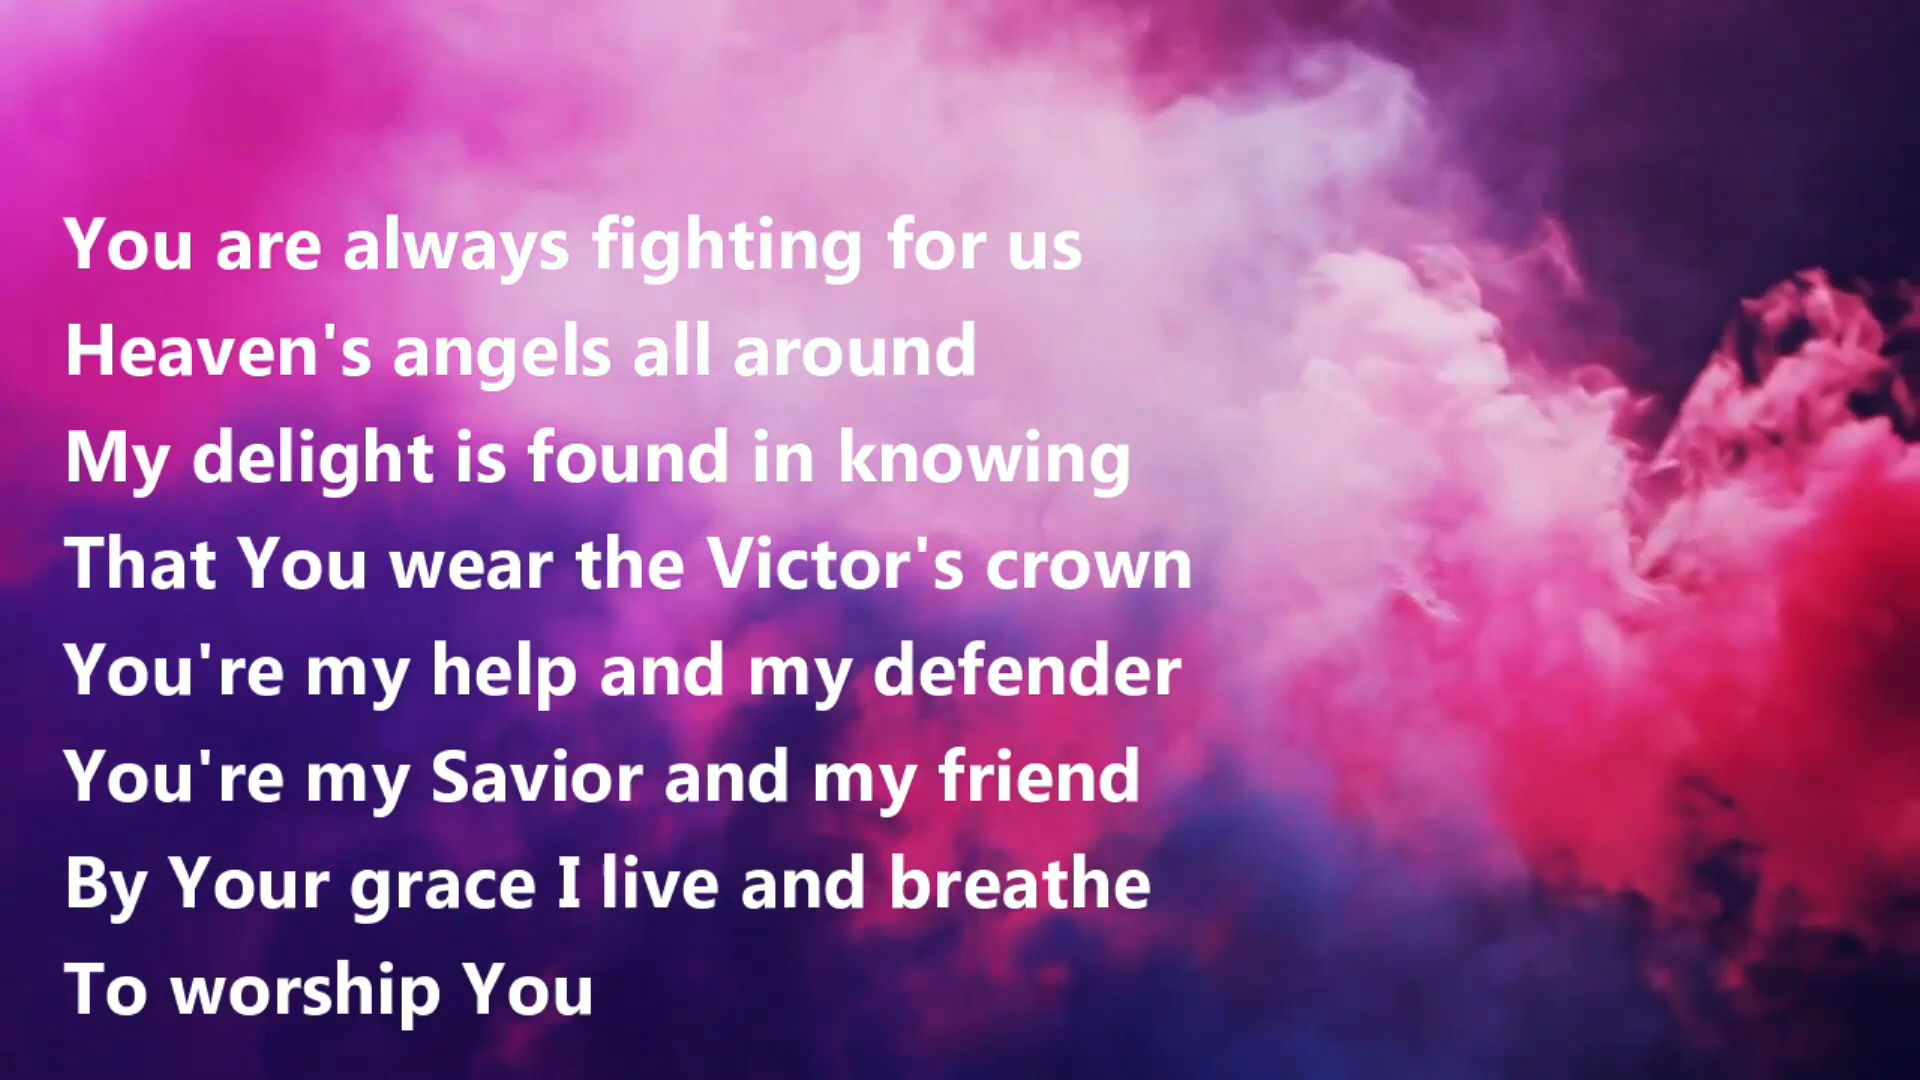 You are always fighting for us
Heaven's angels all around
My delight is found in knowing
That You wear the Victor's crown
You're my help and my defender
You're my Savior and my friend
By Your grace I live and breathe
To worship You